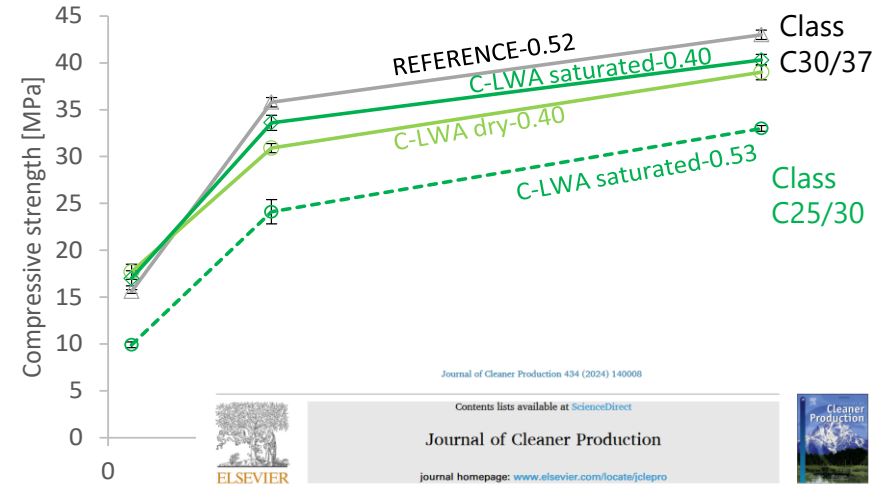 45
40
35
30
25
20
15
10
5
0
0
Compressive strength [MPa]
REFERENCE-0.52
C-LWA saturated-0.40
C-LWA dry-0.40
C-LWA saturated-0.53
Class
C30/37
Class
C25/30
Journal of Cleaner Production 434 (2024) 140008
Contents lists available at ScienceDirect
Journal of Cleaner Production
journal homepage: www.elsevier.com/locate/jclepro
ELSEVIER
Cleaner
Production